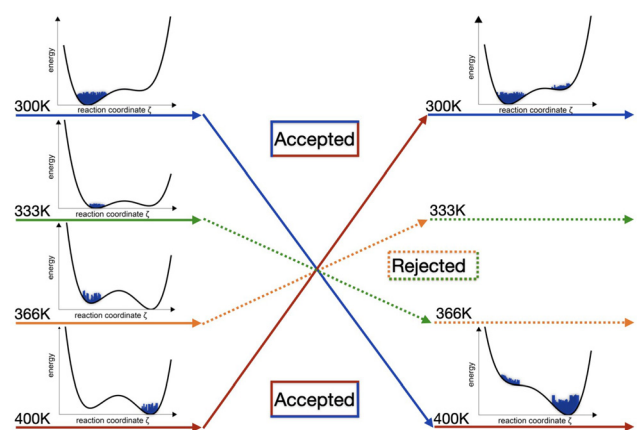 energy
reaction coordinate ζ
300K
energy
reaction coordinate ζ
300K
Accepted
energy
reaction coordinate ζ
333K
333K
energy
reaction coordinate ζ
366K
Rejected
366K
energy
reaction coordinate ζ
400K
Accepted
energy
reaction coordinate ζ
400K